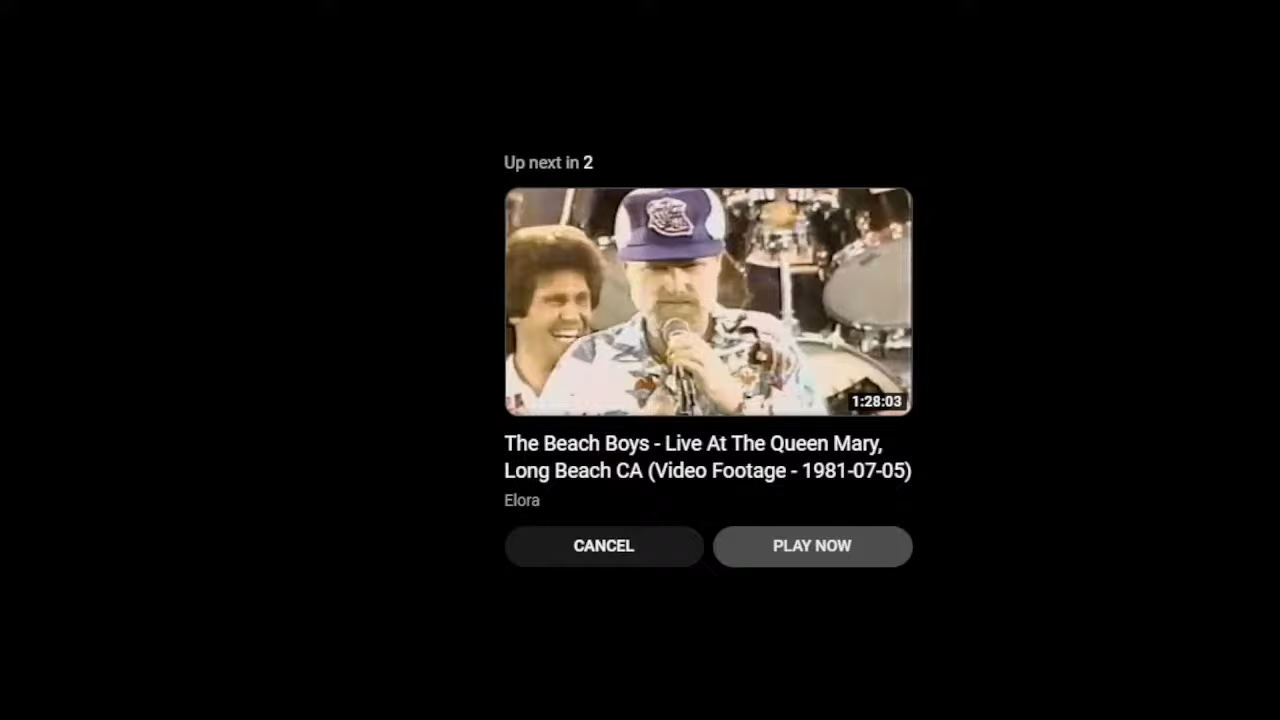 Up next in 2
1:28:03
The Beach Boys - Live At The Queen Mary,
Long Beach CA (Video Footage - 1981-07-05)
Elora
CANCEL
PLAY NOW